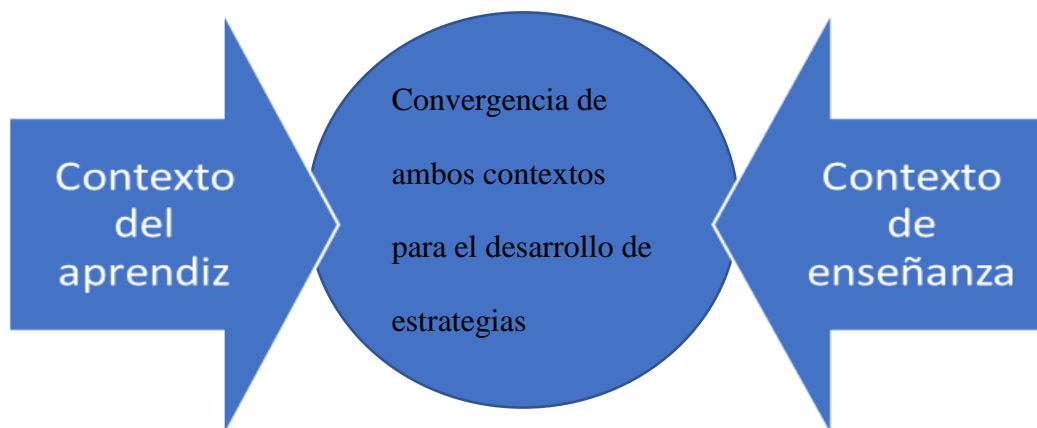 Contexto
del
aprendiz
Convergencia de
ambos contextos
para el desarrollo de
estrategias
Contexto
de
enseñanza